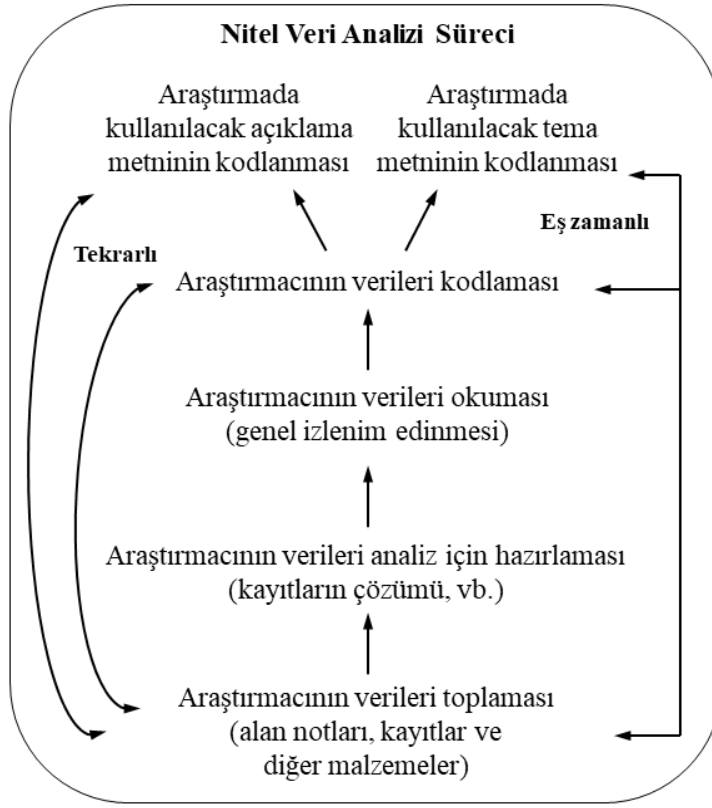 Nitel Veri Analizi Süreci
Araştırmada
kullanılacak açıklama
metninin kodlanması
Araştırmada
kullanılacak tema
metninin kodlanması
Eş zamanlı
Tekrarlı
Araştırmacının verileri kodlaması
Araştırmacının verileri okuması
(genel izlenim edinmesi)
Araştırmacının verileri analiz için hazırlaması
(kayıtların çözümü, vb.)
Araştırmacının verileri toplaması
(alan notları, kayıtlar ve
diğer malzemeler)